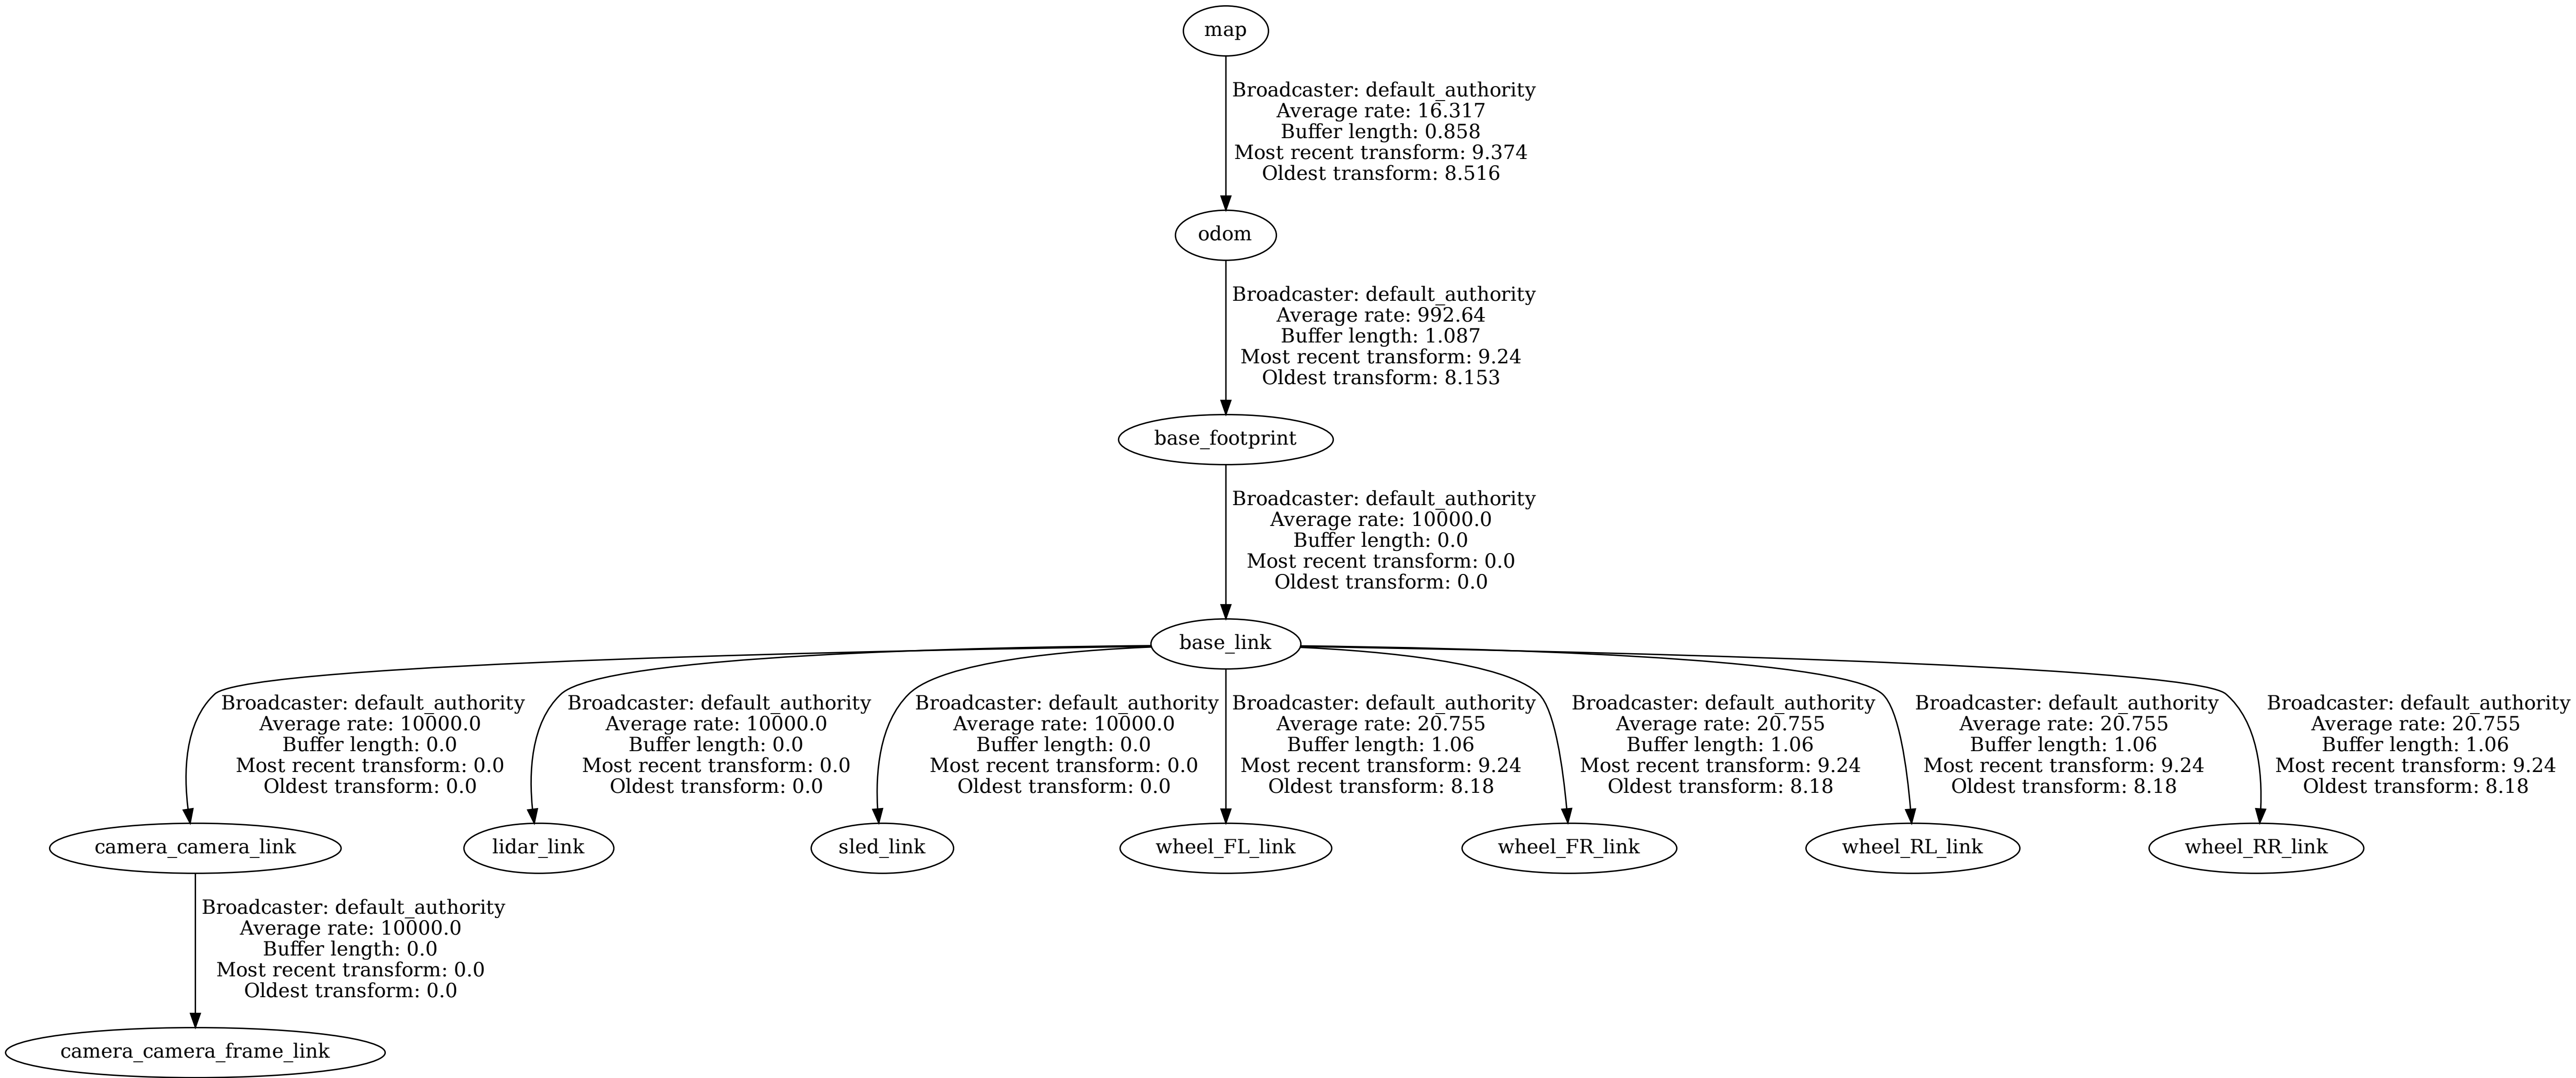 map
Broadcaster: default_authority
Average rate: 16.317
Buffer length: 0.858
Most recent transform: 9.374
Oldest transform: 8.516
odom
Broadcaster: default_authority
Average rate: 992.64
Buffer length: 1.087
Most recent transform: 9.24
Oldest transform: 8.153
base_footprint
Broadcaster: default_authority
Average rate: 10000.0
Buffer length: 0.0
Most recent transform: 0.0
Oldest transform: 0.0
base_link
Broadcaster: default_authority
Average rate: 10000.0
Buffer length: 0.0
Most recent transform: 0.0
Oldest transform: 0.0
Broadcaster: default_authority
Average rate: 10000.0
Buffer length: 0.0
Most recent transform: 0.0
Oldest transform: 0.0
Broadcaster: default_authority
Average rate: 10000.0
Buffer length: 0.0
Most recent transform: 0.0
Oldest transform: 0.0
Broadcaster: default_authority
Average rate: 20.755
Buffer length: 1.06
Most recent transform: 9.24
Oldest transform: 8.18
Broadcaster: default_authority
Average rate: 20.755
Buffer length: 1.06
Most recent transform: 9.24
Oldest transform: 8.18
Broadcaster: default_authority
Average rate: 20.755
Buffer length: 1.06
Most recent transform: 9.24
Oldest transform: 8.18
Broadcaster: default_authority
Average rate: 20.755
Buffer length: 1.06
Most recent transform: 9.24
Oldest transform: 8.18
camera_camera_link
lidar_link
sled_link
wheel_FL_link
wheel_FR_link
wheel_RL_link
wheel_RR_link
Broadcaster: default_authority
Average rate: 10000.0
Buffer length: 0.0
Most recent transform: 0.0
Oldest transform: 0.0
camera_camera_frame_link